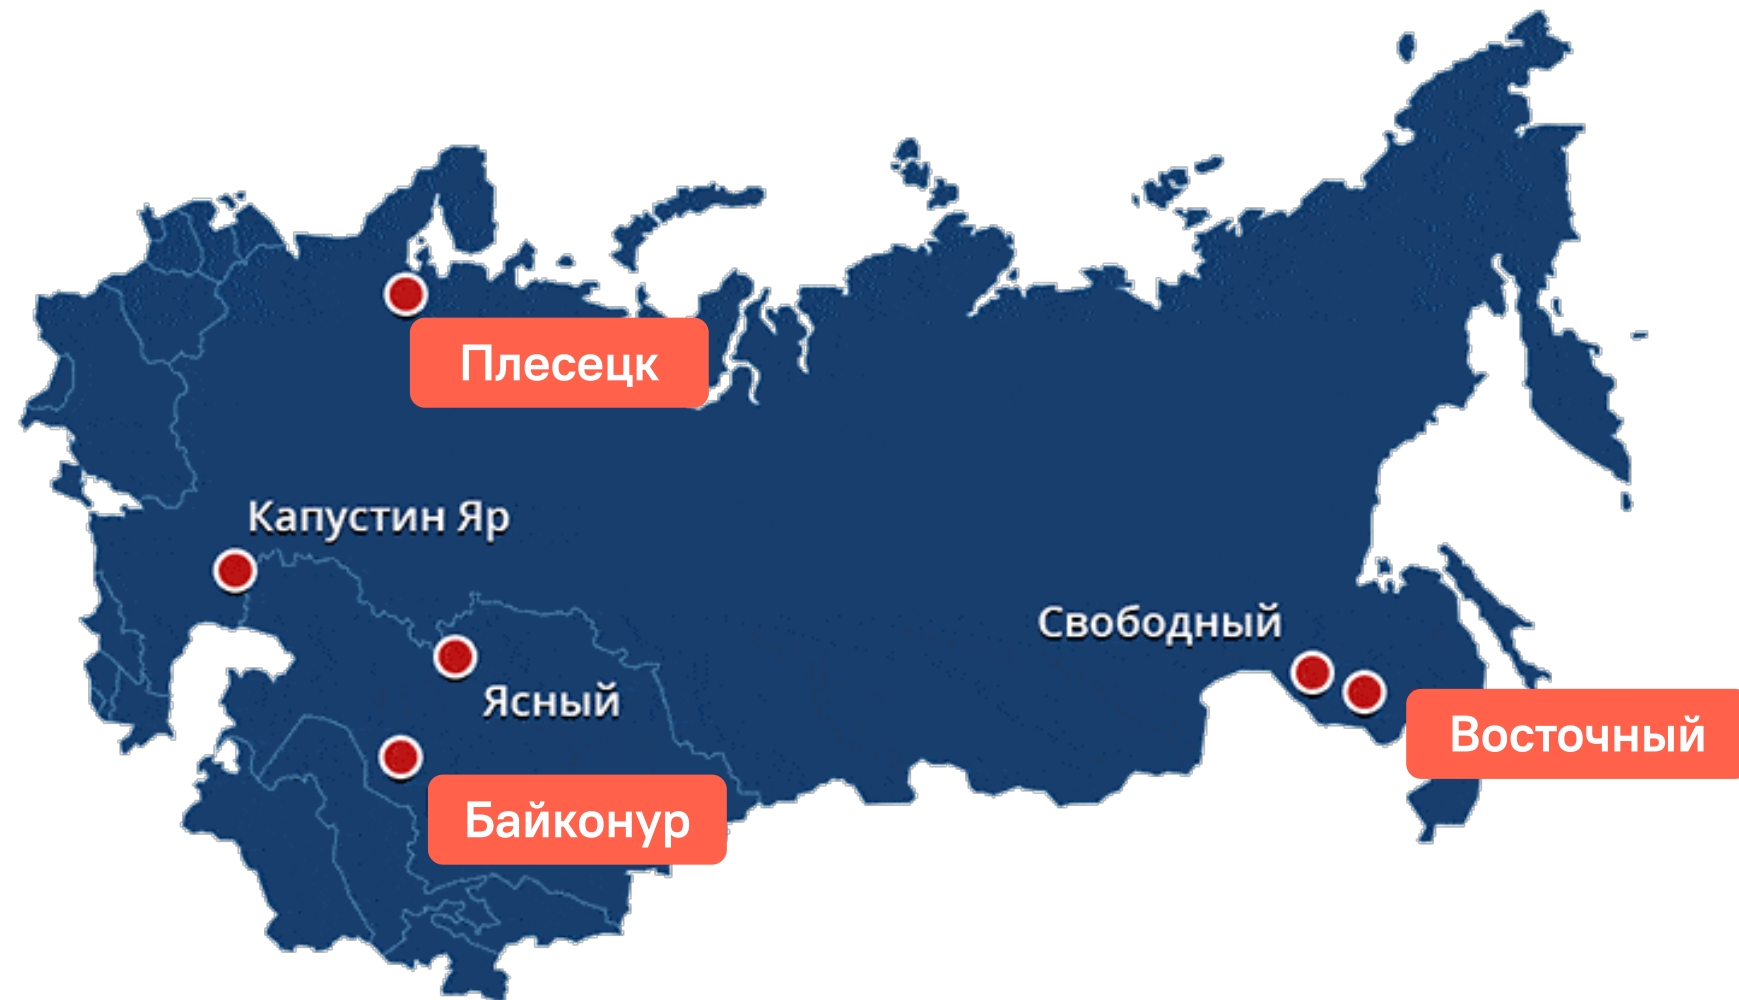 Плесецк
Капустин Яр
Свободный
Ясный
Восточный
Байконур